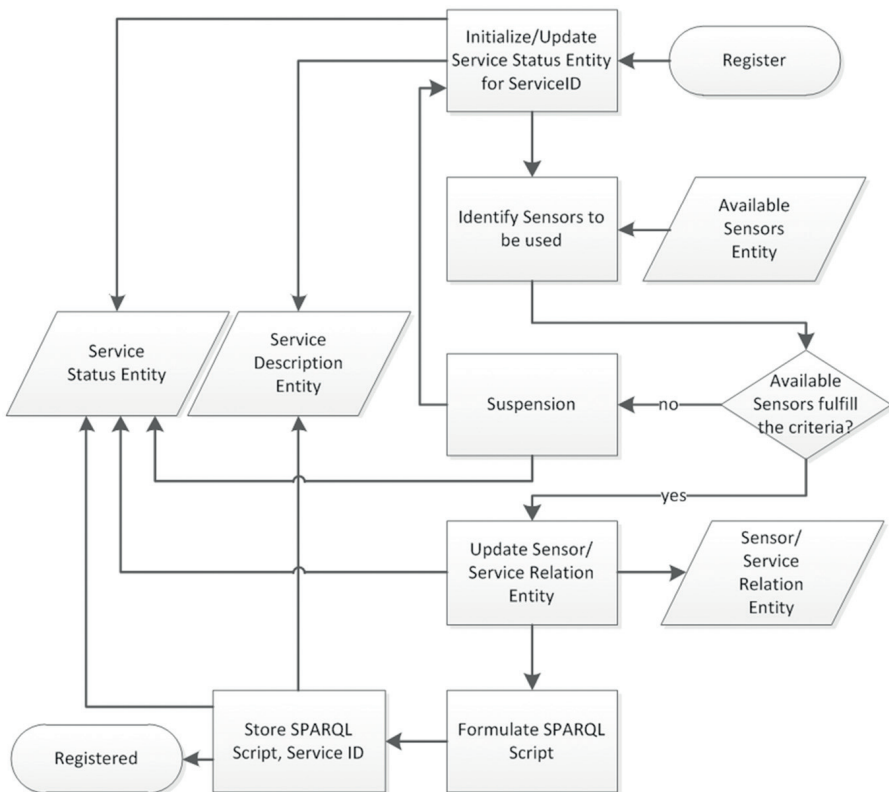 Initialize/Update
Service Status Entity
for ServiceID
Register
Identify Sensors to
be used
Available
Sensors
Entity
Service
Status Entity
Service
Description
Entity
Suspension
no
Available
Sensors fulfill
the criteria?
yes
Update Sensor/
Service Relation
Entity
Sensor/
Service
Relation
Entity
Store SPARQL
Script, Service ID
Formulate SPARQL
Script
Registered